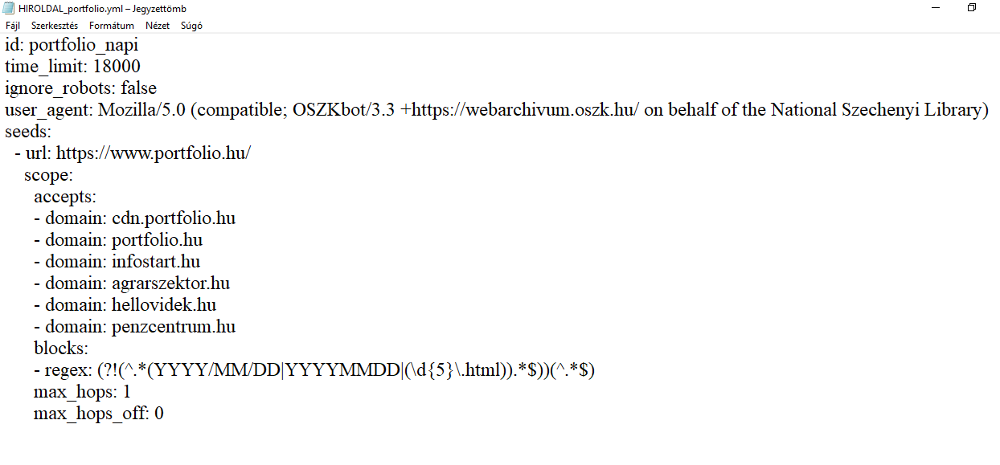 HIROLDAL_portfolio.yml – Jegyzettömb
Fájl Szerkesztés Formátum Nézet Súgó
id: portfolio_napi
time_limit: 18000
ignore_robots: false
user_agent: Mozilla/5.0 (compatible; OSZKbot/3.3 +https://webarchivum.oszk.hu/ on behalf of the National Szechenyi Library)
seeds:
  - url: https://www.portfolio.hu/
    scope:
      accepts:
      - domain: cdn.portfolio.hu
      - domain: portfolio.hu
      - domain: infostart.hu
      - domain: agrarszektor.hu
      - domain: hellovidek.hu
      - domain: penzcentrum.hu
      blocks:
      - regex: (?!(^.*(YYYY/MM/DD|YYYYMMDD|(\d{5}\.html)).*$))(^.*$)
      max_hops: 1
      max_hops_off: 0